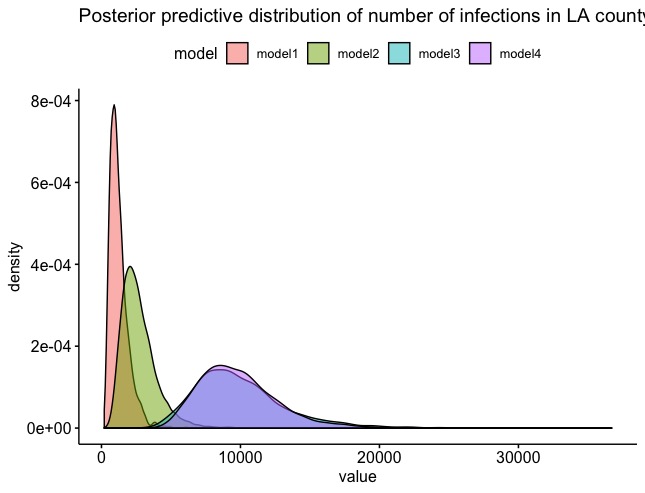 Posterior predictive distribution of number of infections in LA county
model model1 model2 model3 model4
8e-04
6e-04
4e-04
2e-04
0e+00
density
0 10000 20000 30000
value